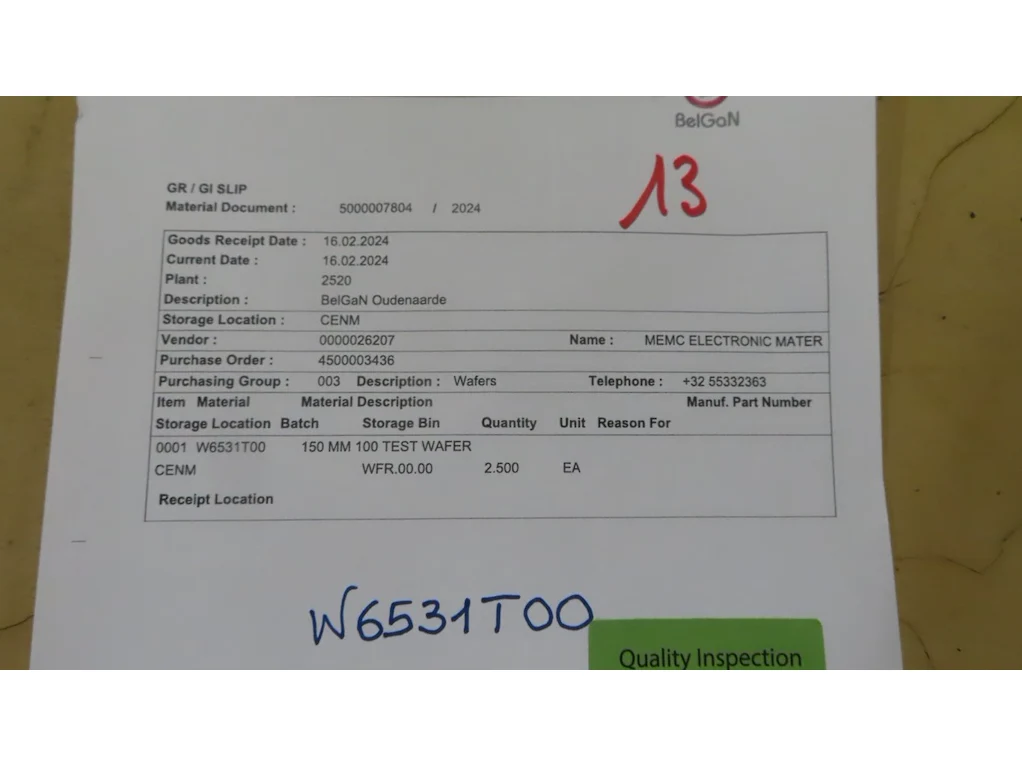 BelGaN
13
GR / GI SLIP
Material Document : 5000007804 / 2024
Goods Receipt Date : 16.02.2024
Current Date : 16.02.2024
Plant : 2520
Description : BelGaN Oudenaarde
Storage Location : CENM
Vendor : 0000026207 Name : MEMC ELECTRONIC MATER
Purchase Order : 4500003436
Purchasing Group : 003 Description : Wafers Telephone : +32 55332363
Item Material Material Description Manuf. Part Number
Storage Location Batch Storage Bin Quantity Unit Reason For
0001 W6531T00 150 MM 100 TEST WAFER
CENM WFR.00.00 2.500 EA
Receipt Location
W6531T00
Quality Inspection